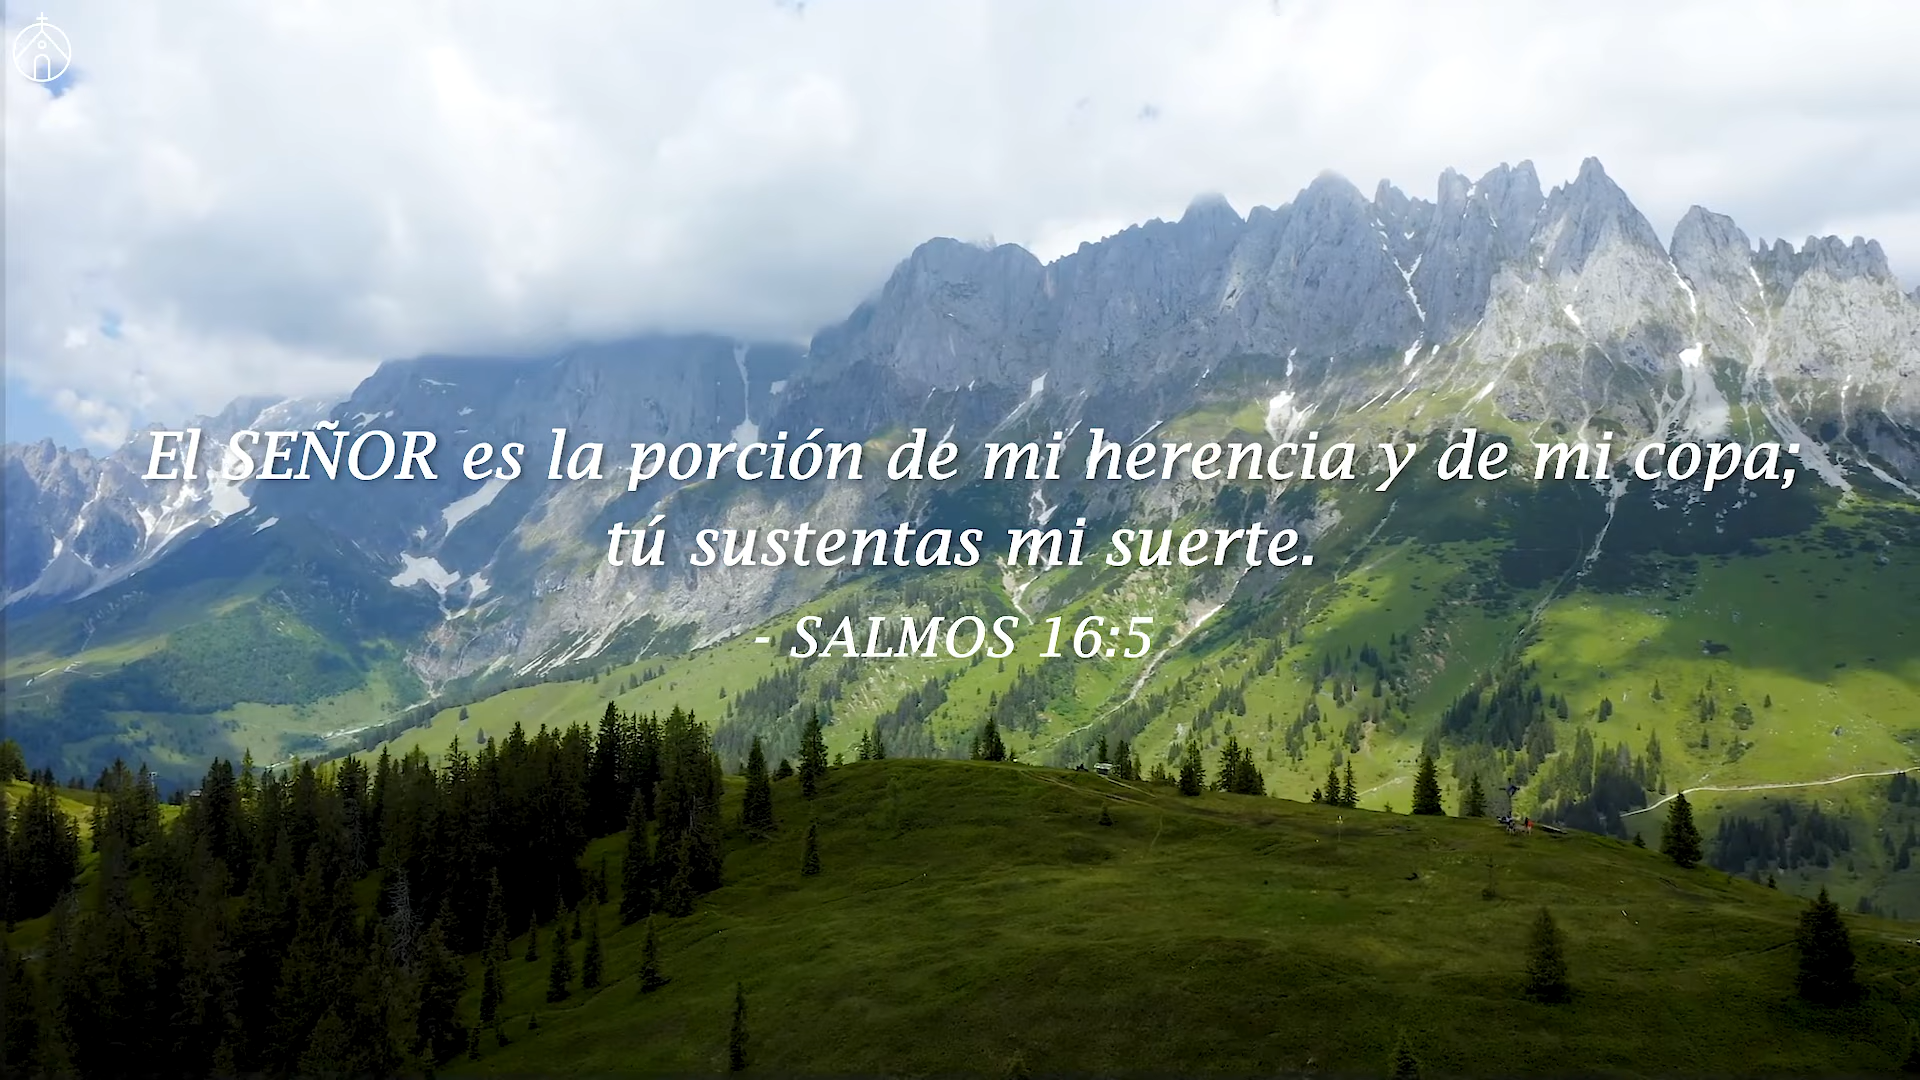 El SEÑOR es la porción de mi herencia y de mi copa;
tú sustentas mi suerte.
- SALMOS 16:5